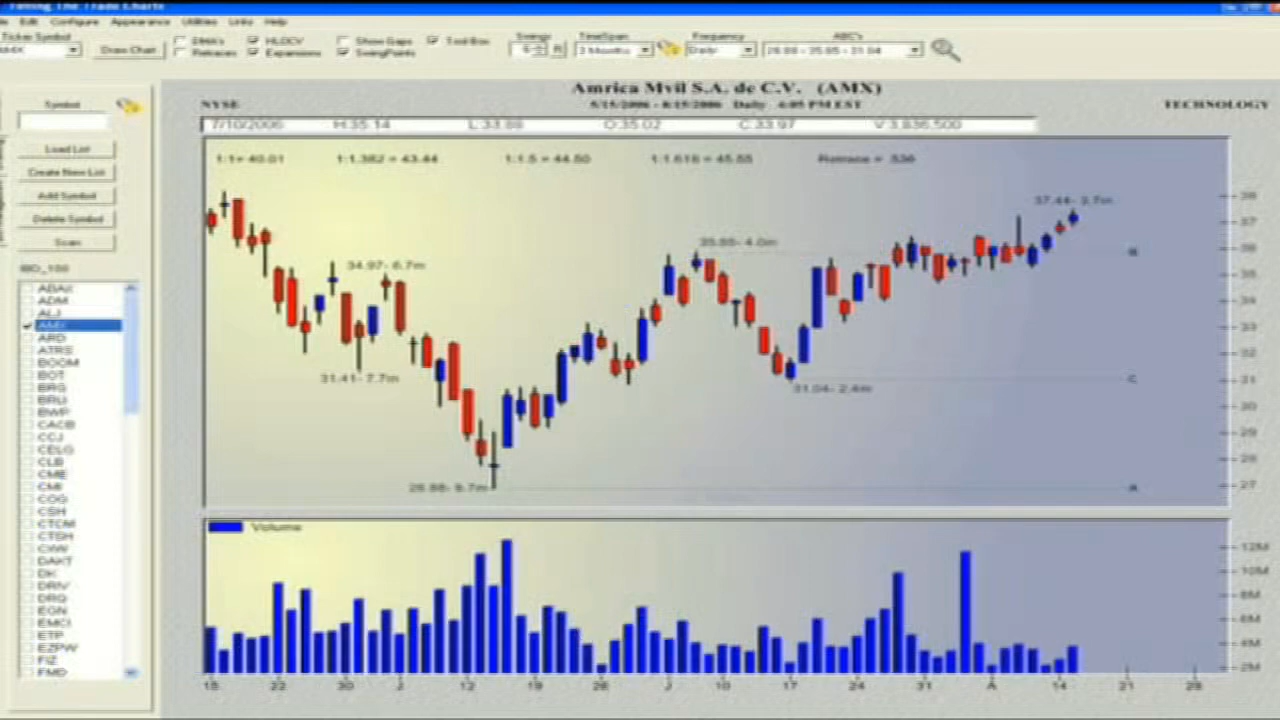 Timing The Trade Charts
Edit Configure Appearance Utilities Links Help
Ticker Symbol
AMX
Draw Chart
EMA's
Retraces
HLOCV
Expansions
Show Gaps
SwingPoints
Tool Box
Swings
TimeSpan
3 Months
Frequency
Daily
ABC's
26.88 - 35.85 - 31.04
Symbol
Load List
Create New List
Add Symbol
Delete Symbol
Scan
IBD_100
ABAX
ADM
ALJ
AMX
ARD
ATRS
BOOM
BOT
BRG
BRLI
BWP
CACB
CCJ
CELG
CLB
CME
CMI
COG
CSH
CTCM
CTSH
CWW
DAKT
DK
DRIV
DRQ
EGN
EMCI
ETP
EZPW
FIZ
FMD
Amrica Mvil S.A. de C.V. (AMX)
NYSE
5/15/2006 - 8/15/2006 Daily 4:05 PM EST
TECHNOLOGY
7/10/2006 H:35.14 L:33.88 O:35.02 C:33.97 V:3,836,500
1:1= 40.01 1:1.382 = 43.44 1:1.5 = 44.50 1:1.618 = 45.55 Retrace = .536
37.44- 3.7m
35.85- 4.0m
34.97- 6.7m
31.41- 7.7m
31.04- 2.4m
26.88- 8.7m
B
C
A
38
37
36
35
34
33
32
31
30
29
28
27
Volume
12M
10M
8M
6M
4M
2M
15 22 30 J 12 19 26 J 10 17 24 31 A 14 21 28